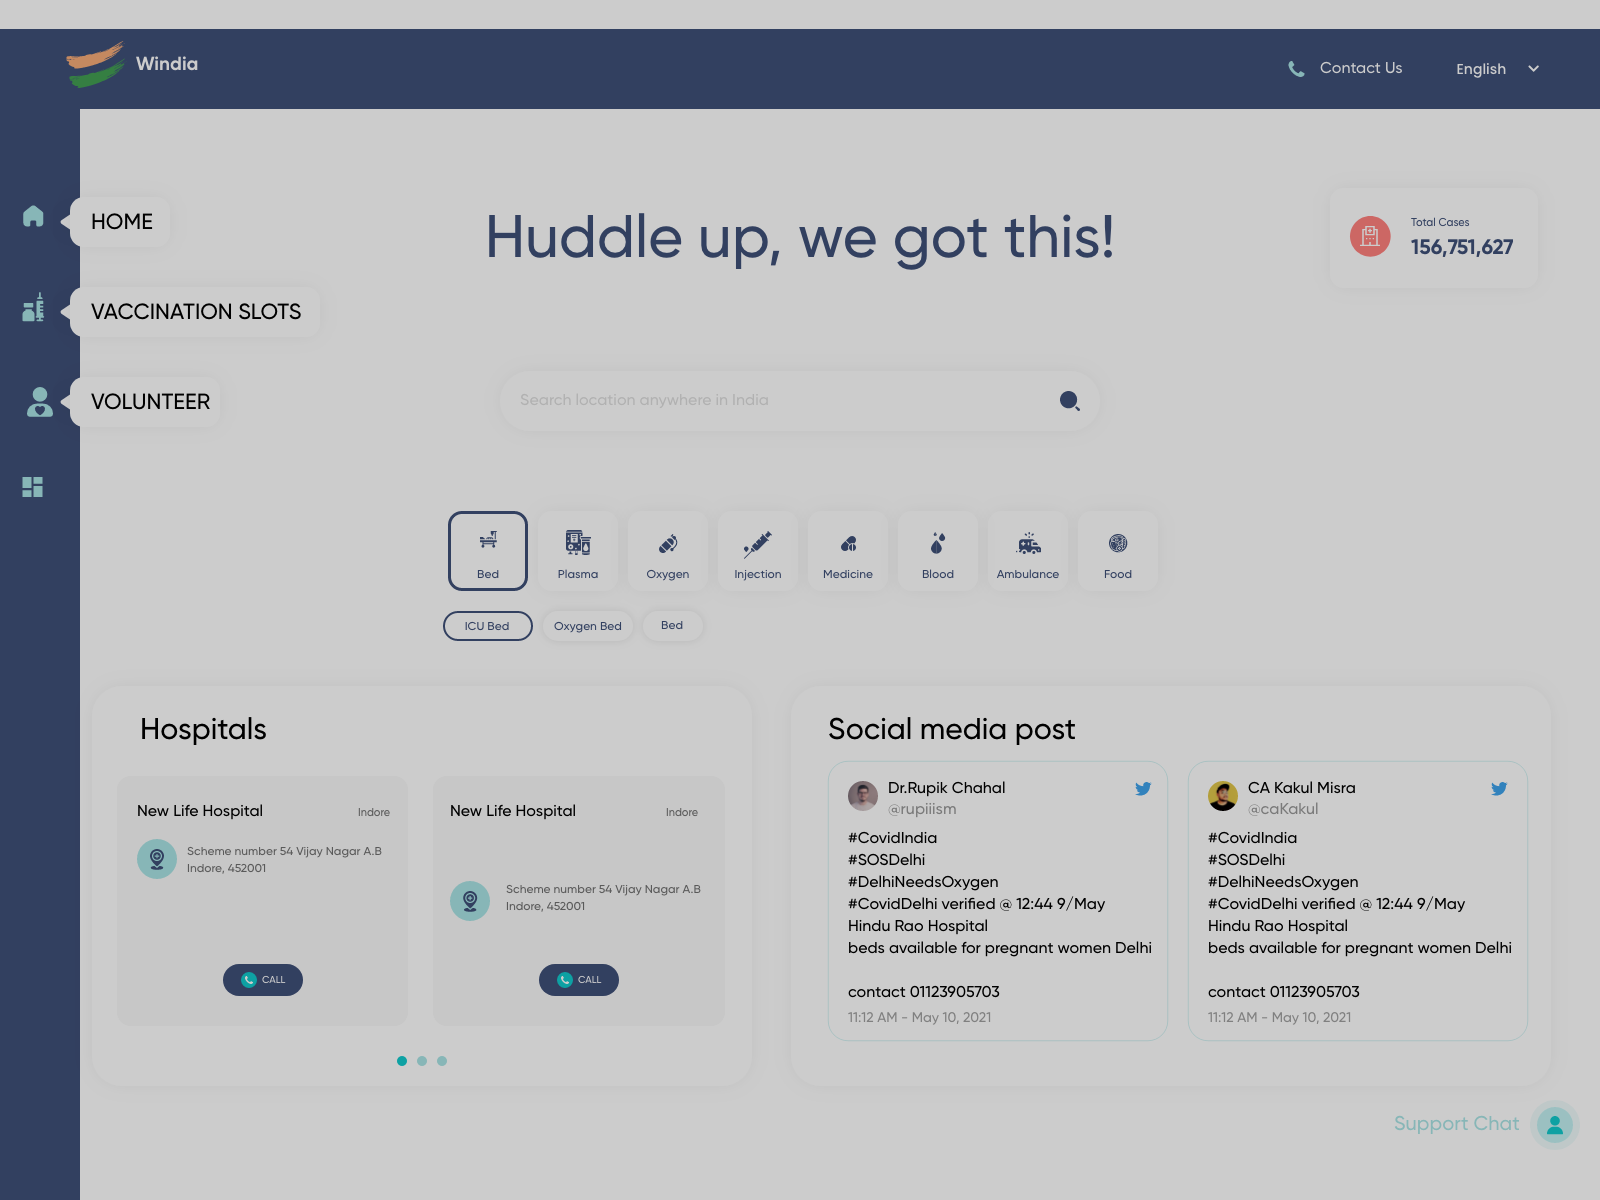 Windia
Contact Us
English
HOME
VACCINATION SLOTS
VOLUNTEER
Huddle up, we got this!
Total Cases
156,751,627
Search location anywhere in India
Bed
Plasma
Oxygen
Injection
Medicine
Blood
Ambulance
Food
ICU Bed
Oxygen Bed
Bed
Hospitals
New Life Hospital
Indore
Scheme number 54 Vijay Nagar A.B
Indore, 452001
CALL
New Life Hospital
Indore
Scheme number 54 Vijay Nagar A.B
Indore, 452001
CALL
Social media post
Dr.Rupik Chahal
@rupiiism
#CovidIndia
#SOSDelhi
#DelhiNeedsOxygen
#CovidDelhi verified @ 12:44 9/May
Hindu Rao Hospital
beds available for pregnant women Delhi
contact 01123905703
11:12 AM - May 10, 2021
CA Kakul Misra
@caKakul
#CovidIndia
#SOSDelhi
#DelhiNeedsOxygen
#CovidDelhi verified @ 12:44 9/May
Hindu Rao Hospital
beds available for pregnant women Delhi
contact 01123905703
11:12 AM - May 10, 2021
Support Chat